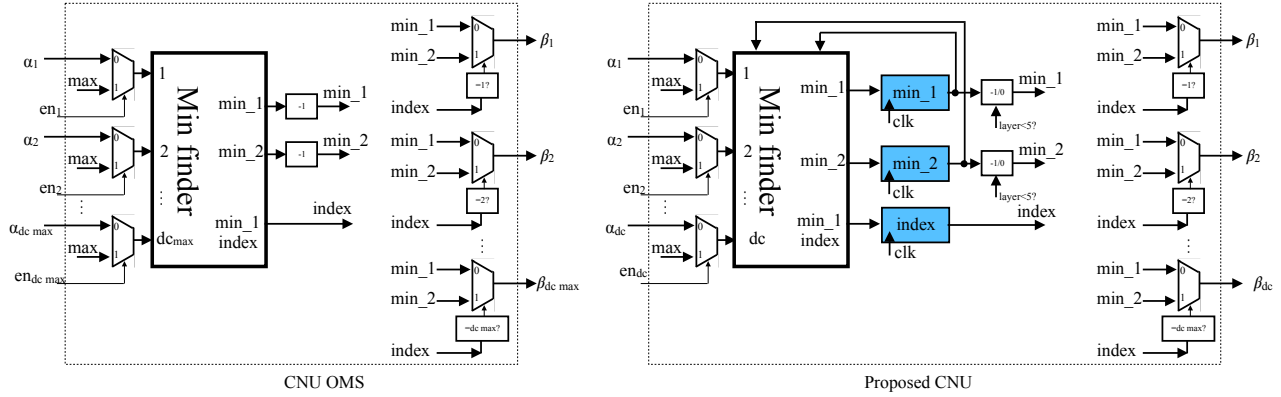 min_1
0
β1
α1
0
min_2
1
max
1
1
=1?
en1
min_1
-1
min_1
index
α2
0
min_1
0
max
1
2
min_2
-1
min_2
min_2
1
β2
en2
Min finder
=2?
...
...
index
αdc max
0
min_1
index
index
...
max
1
dcmax
min_1
0
endc max
min_2
1
βdc max
=dc max?
index
CNU OMS
min_1
0
β1
α1
0
min_2
1
max
1
1
=1?
en1
min_1
min_1
-1/0
min_1
index
clk
layer<5?
α2
0
min_1
0
max
1
2
min_2
min_2
-1/0
min_2
min_2
1
β2
en2
Min finder
clk
layer<5?
=2?
...
...
index
αdc
0
min_1
index
index
index
...
max
1
dc
clk
min_1
0
endc
min_2
1
βdc
=dc max?
index
Proposed CNU